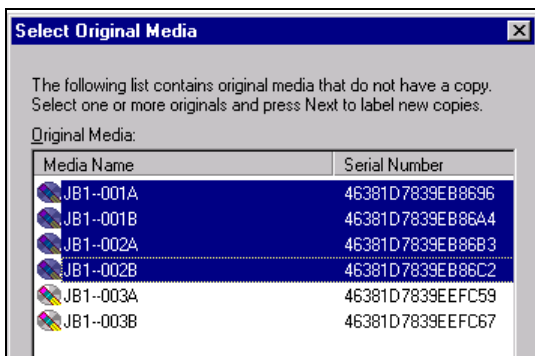 Select Original Media
The following list contains original media that do not have a copy.
Select one or more originals and press Next to label new copies.
Original Media:
Media Name Serial Number
JB1--001A 46381D7839EB8696
JB1--001B 46381D7839EB86A4
JB1--002A 46381D7839EB86B3
JB1--002B 46381D7839EB86C2
JB1--003A 46381D7839EEFC59
JB1--003B 46381D7839EEFC67